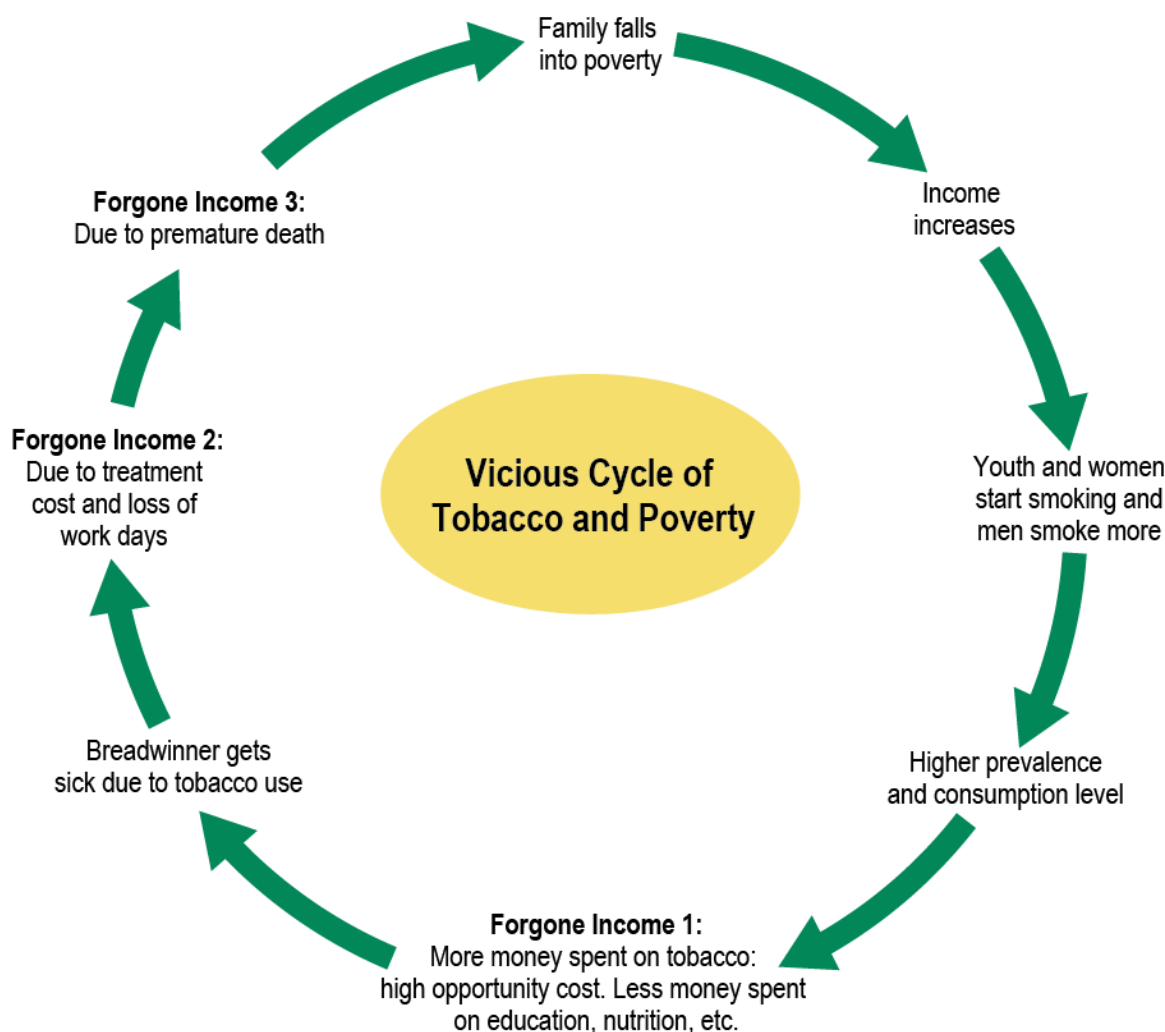 Family falls
into poverty
Income
increases
Youth and women
start smoking and
men smoke more
Higher prevalence
and consumption level
Forgone Income 1:
More money spent on tobacco:
high opportunity cost. Less money spent
on education, nutrition, etc.
Breadwinner gets
sick due to tobacco use
Forgone Income 2:
Due to treatment
cost and loss of
work days
Forgone Income 3:
Due to premature death
Vicious Cycle of
Tobacco and Poverty